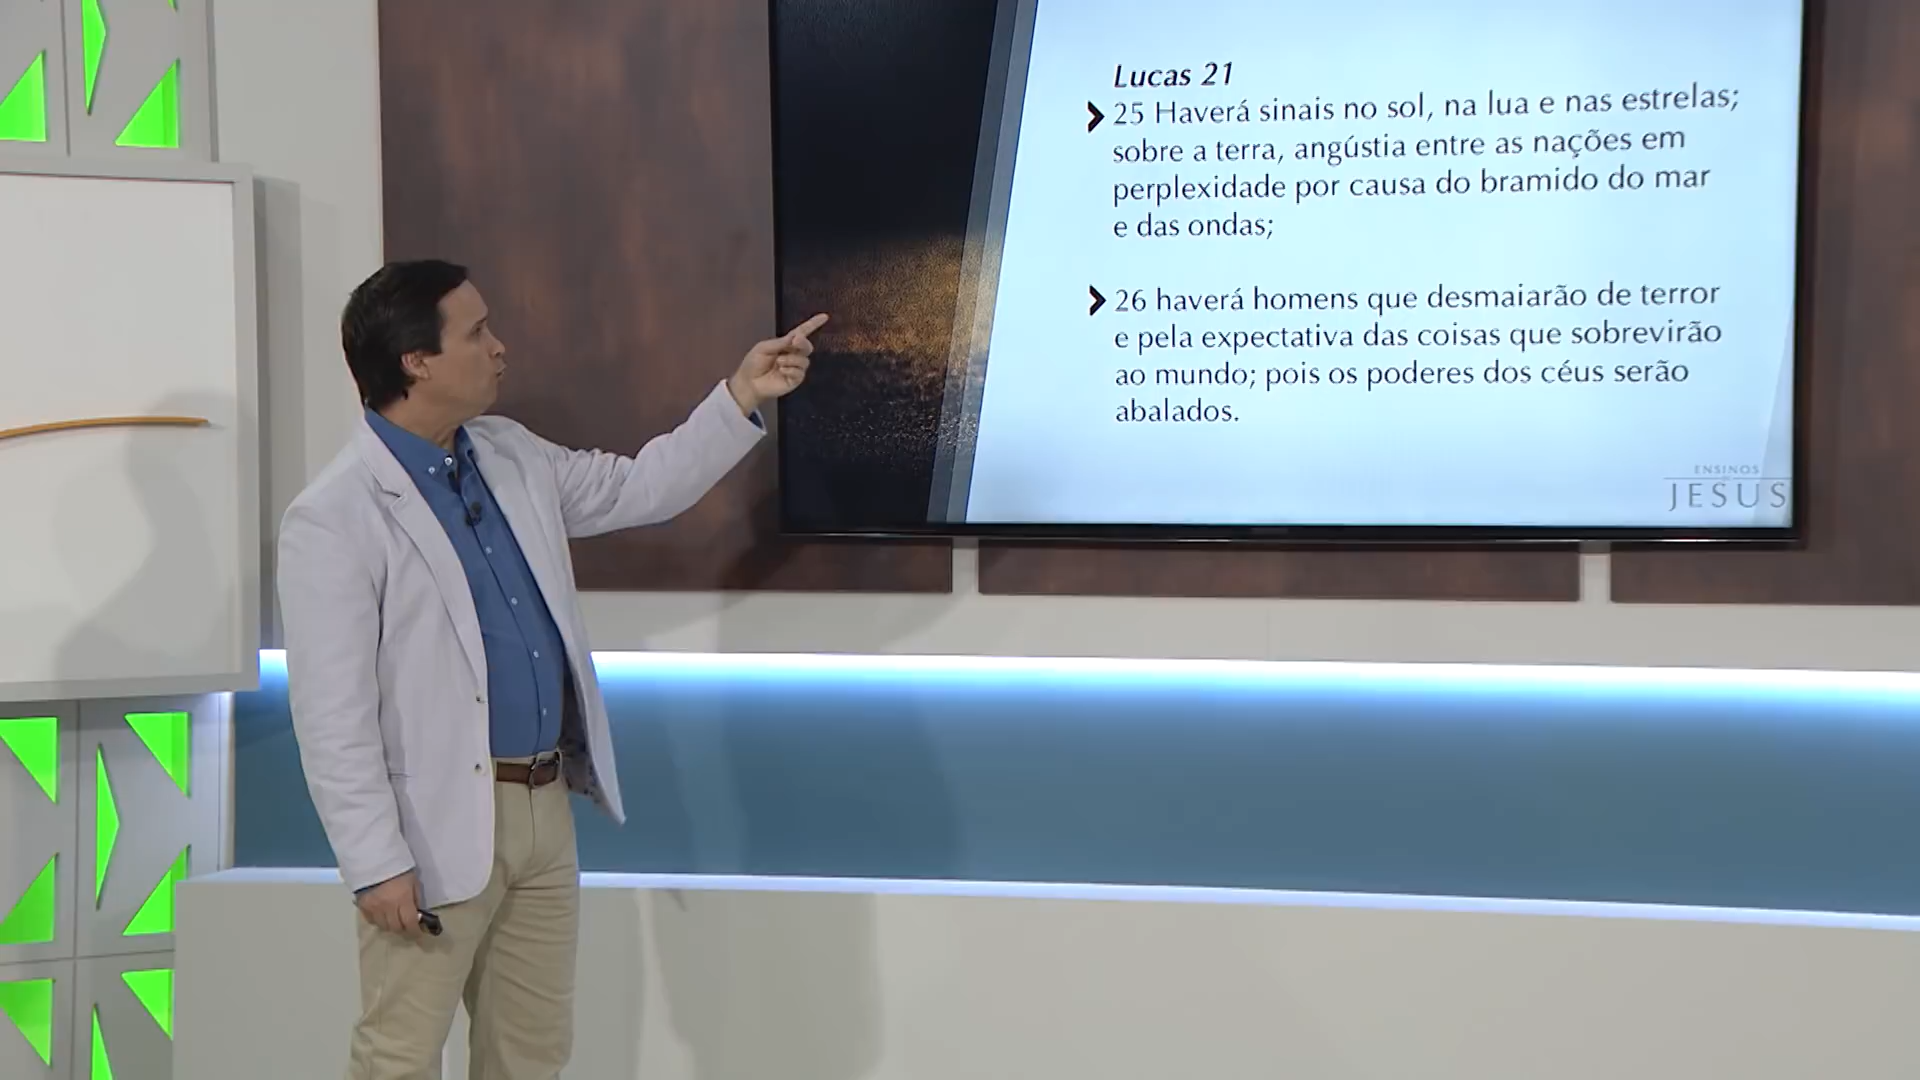 Lucas 21
25 Haverá sinais no sol, na lua e nas estrelas;
sobre a terra, angústia entre as nações em
perplexidade por causa do bramido do mar
e das ondas;
26 haverá homens que desmaiarão de terror
e pela expectativa das coisas que sobrevirão
ao mundo; pois os poderes dos céus serão
abalados.
ENSINOS
JESUS